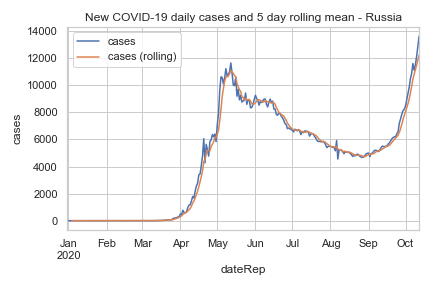 New COVID-19 daily cases and 5 day rolling mean - Russia
cases
cases (rolling)
14000
12000
10000
8000
6000
4000
2000
0
cases
Jan Feb Mar Apr May Jun Jul Aug Sep Oct
2020
dateRep